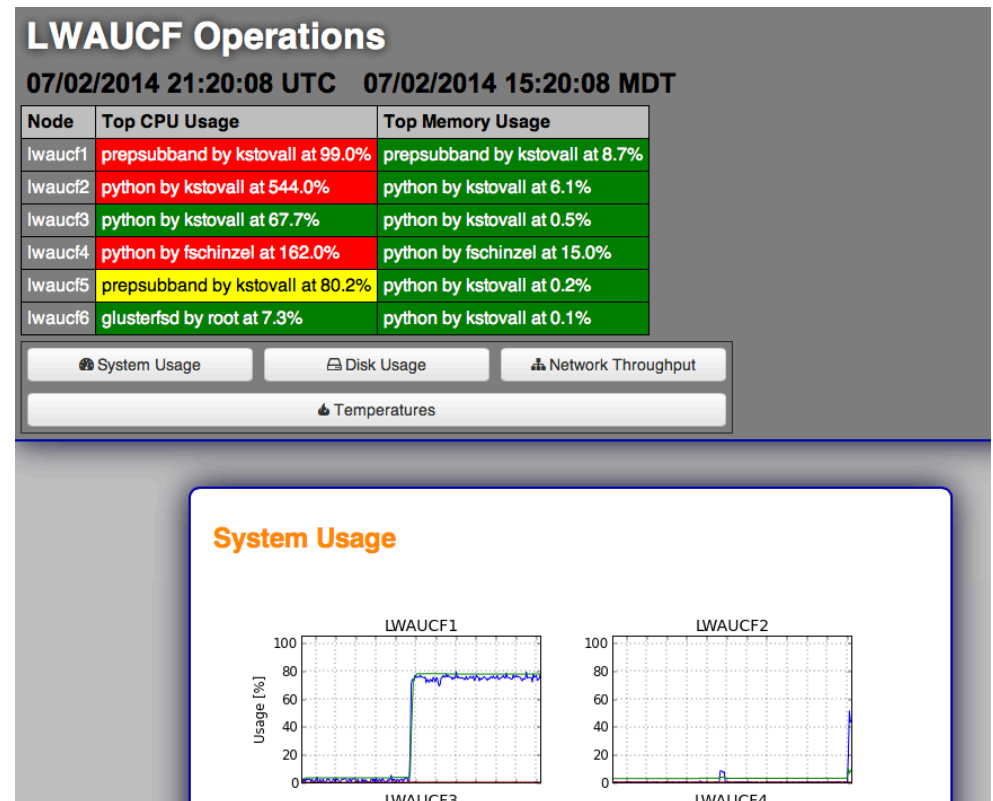 LWAUCF Operations
07/02/2014 21:20:08 UTC 07/02/2014 15:20:08 MDT
Node Top CPU Usage Top Memory Usage
lwaucf1 prepsubband by kstovall at 99.0% prepsubband by kstovall at 8.7%
lwaucf2 python by kstovall at 544.0% python by kstovall at 6.1%
lwaucf3 python by kstovall at 67.7% python by kstovall at 0.5%
lwaucf4 python by fschinzel at 162.0% python by fschinzel at 15.0%
lwaucf5 prepsubband by kstovall at 80.2% python by kstovall at 0.2%
lwaucf6 glusterfsd by root at 7.3% python by kstovall at 0.1%
System Usage Disk Usage Network Throughput
Temperatures
System Usage
LWAUCF1 LWAUCF2
100 100
80 80
Usage [%]
60 60
40 40
20 20
0 0
LWAUCF3 LWAUCF4